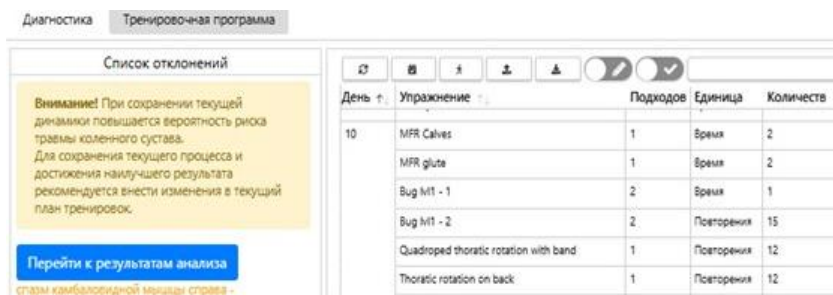 Диагностика Тренировочная программа
Список отклонений
Внимание! При сохранении текущей
динамики повышается вероятность риска
травмы коленного сустава.
Для сохранения текущего процесса и
достижения наилучшего результата
рекомендуется внести изменения в текущий
план тренировок.
Перейти к результатам анализа
спазм камбаловидной мышцы справа -
День Упражнение Подходов Единица Количеств
10 MFR Calves 1 Время 2
MFR glute 1 Время 2
Bug M1 - 1 2 Время 1
Bug M1 - 2 2 Повторения 15
Quadroped thoratic rotation with band 1 Повторения 12
Thoratic rotation on back 1 Повторения 12